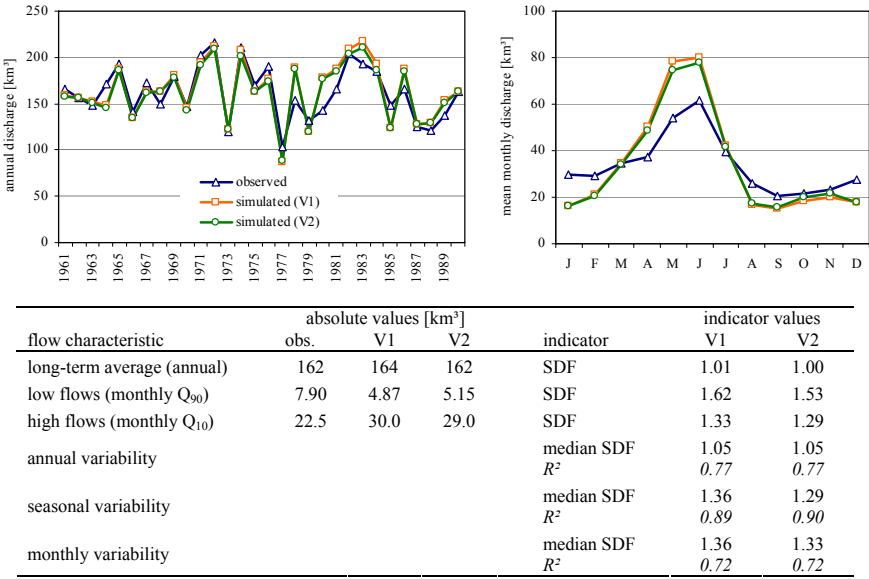 annual discharge [km³]
250
200
150
100
50
0
observed
simulated (V1)
simulated (V2)
1961 1963 1965 1967 1969 1971 1973 1975 1977 1979 1981 1983 1985 1987 1989
mean monthly discharge [km³]
100
80
60
40
20
0
J F M A M J J A S O N D
absolute values [km³] indicator values
flow characteristic obs. V1 V2 indicator V1 V2
long-term average (annual) 162 164 162 SDF 1.01 1.00
low flows (monthly Q₉₀) 7.90 4.87 5.15 SDF 1.62 1.53
high flows (monthly Q₁₀) 22.5 30.0 29.0 SDF 1.33 1.29
annual variability median SDF 1.05 1.05
R² 0.77 0.77
seasonal variability median SDF 1.36 1.29
R² 0.89 0.90
monthly variability median SDF 1.36 1.33
R² 0.72 0.72